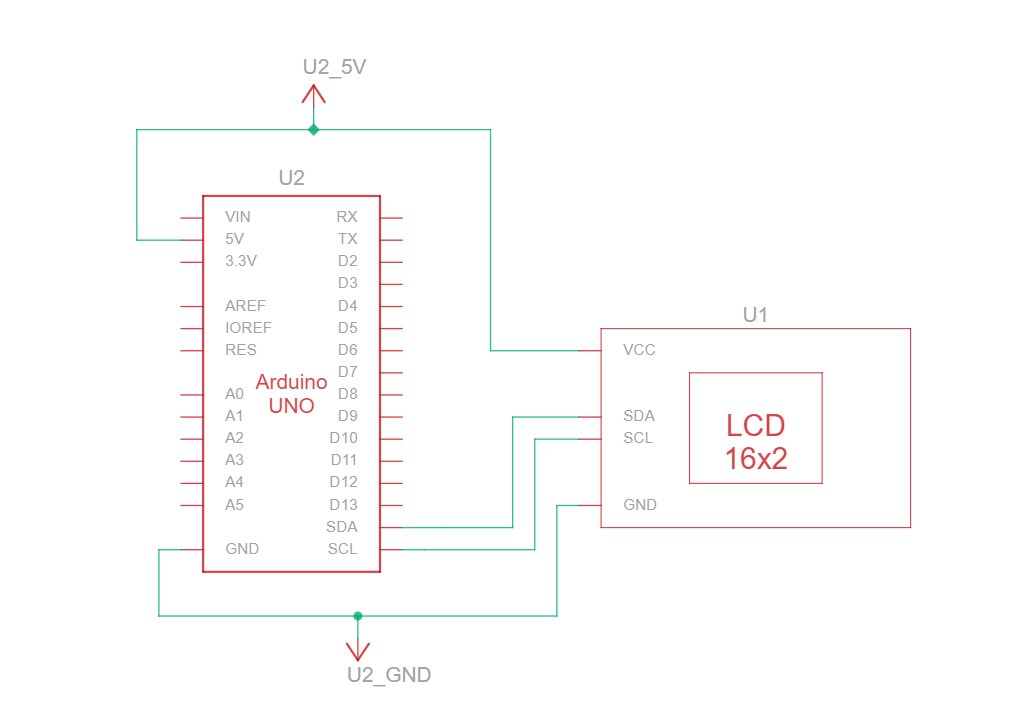 U2_5V
U2
VIN RX
5V TX
3.3V D2
D3
AREF D4
IOREF D5
RES D6
D7
Arduino
UNO
A0 D8
A1 D9
A2 D10
A3 D11
A4 D12
A5 D13
SDA
GND SCL
U1
VCC
SDA
SCL
LCD
16x2
GND
U2_GND